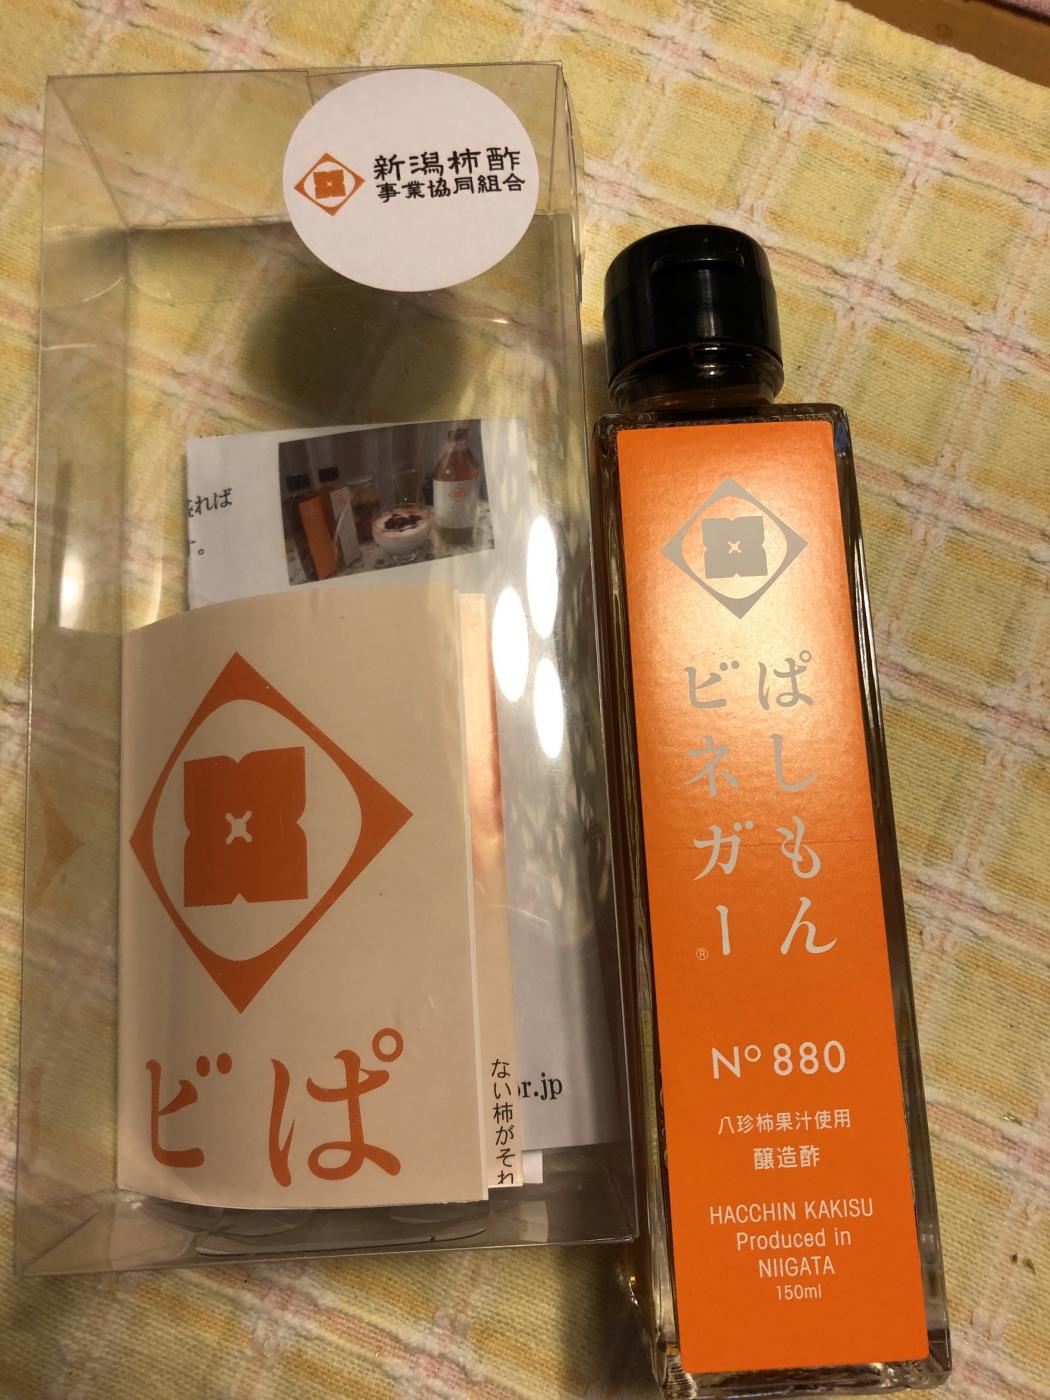 新潟柿酢
事業協同組合
れば
。
ぱ
ビ
ない柿がそれ
or.jp
ぱしもん
ビネガー
®
Nº 880
八珍柿果汁使用
醸造酢
HACCHIN KAKISU
Produced in
NIIGATA
150ml